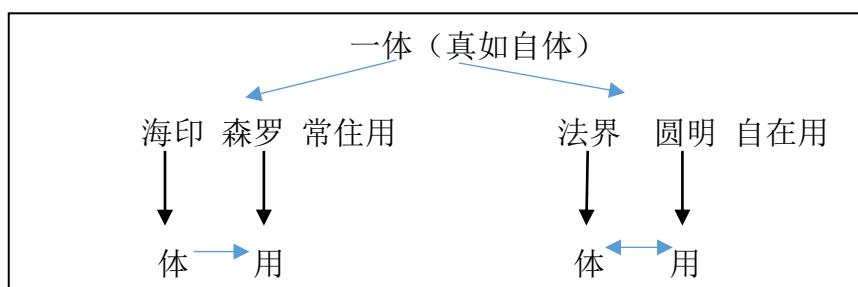 一体（真如自体）
海印 森罗 常住用 法界 圆明 自在用
体 用 体 用